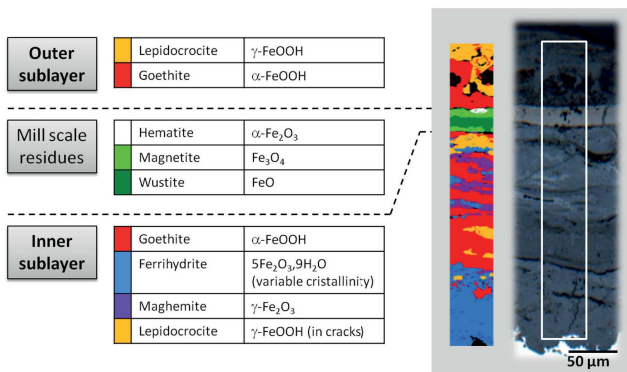 Outer
sublayer
Lepidocrocite γ-FeOOH
Goethite α-FeOOH
Mill scale
residues
Hematite α-Fe₂O₃
Magnetite Fe₃O₄
Wustite FeO
Inner
sublayer
Goethite α-FeOOH
Ferrihydrite 5Fe₂O₃,9H₂O
(variable cristallinity)
Maghemite γ-Fe₂O₃
Lepidocrocite γ-FeOOH (in cracks)
50 µm